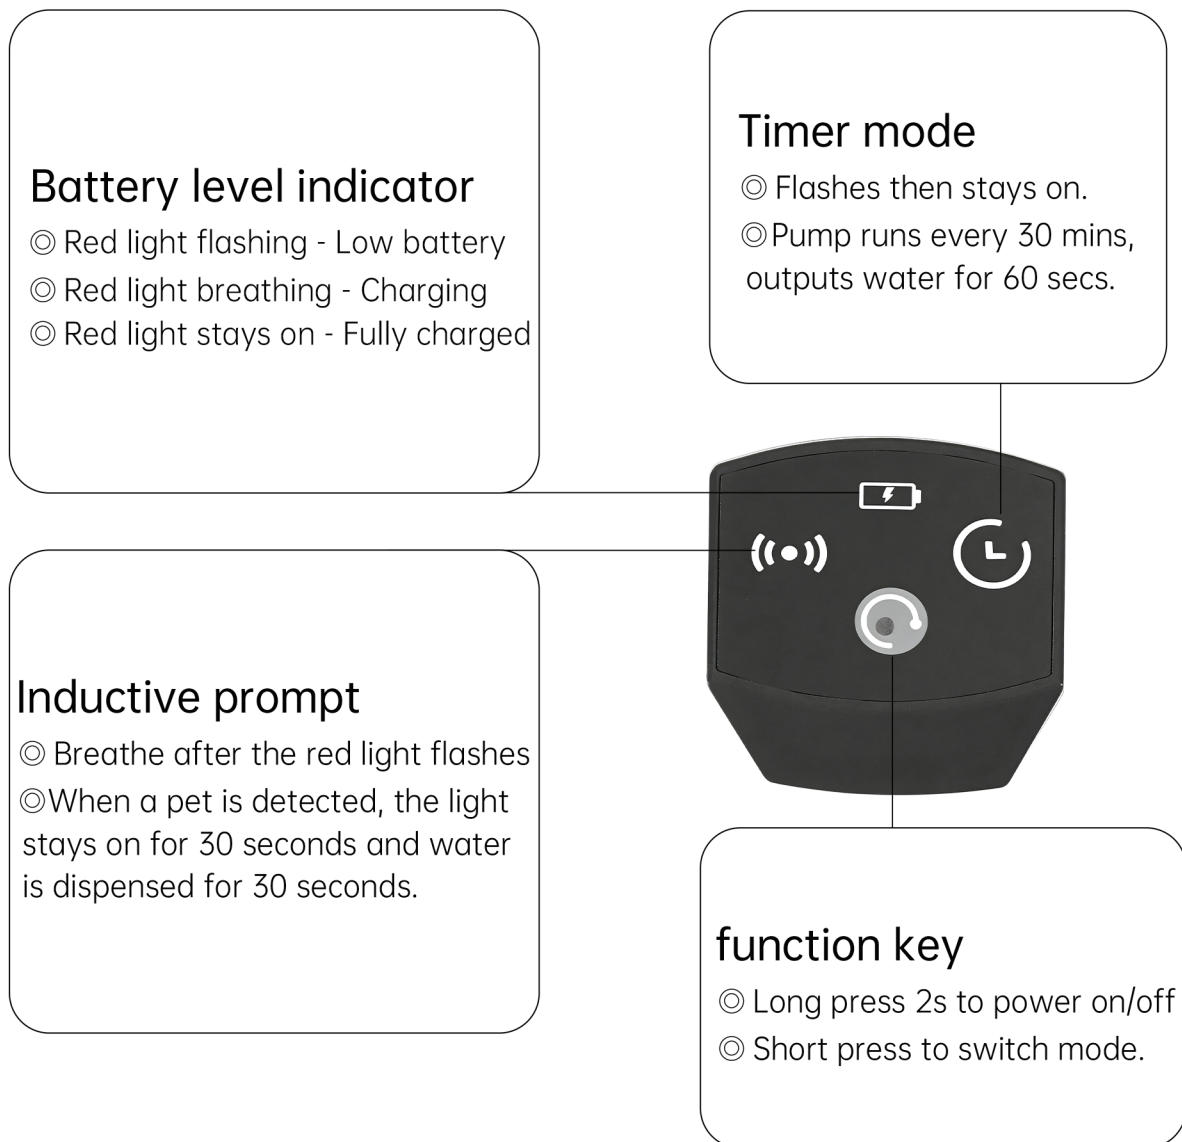 Battery level indicator
◎ Red light flashing - Low battery
◎ Red light breathing - Charging
◎ Red light stays on - Fully charged
Timer mode
◎ Flashes then stays on.
◎ Pump runs every 30 mins,
outputs water for 60 secs.
Inductive prompt
◎ Breathe after the red light flashes
◎ When a pet is detected, the light
stays on for 30 seconds and water
is dispensed for 30 seconds.
function key
◎ Long press 2s to power on/off
◎ Short press to switch mode.